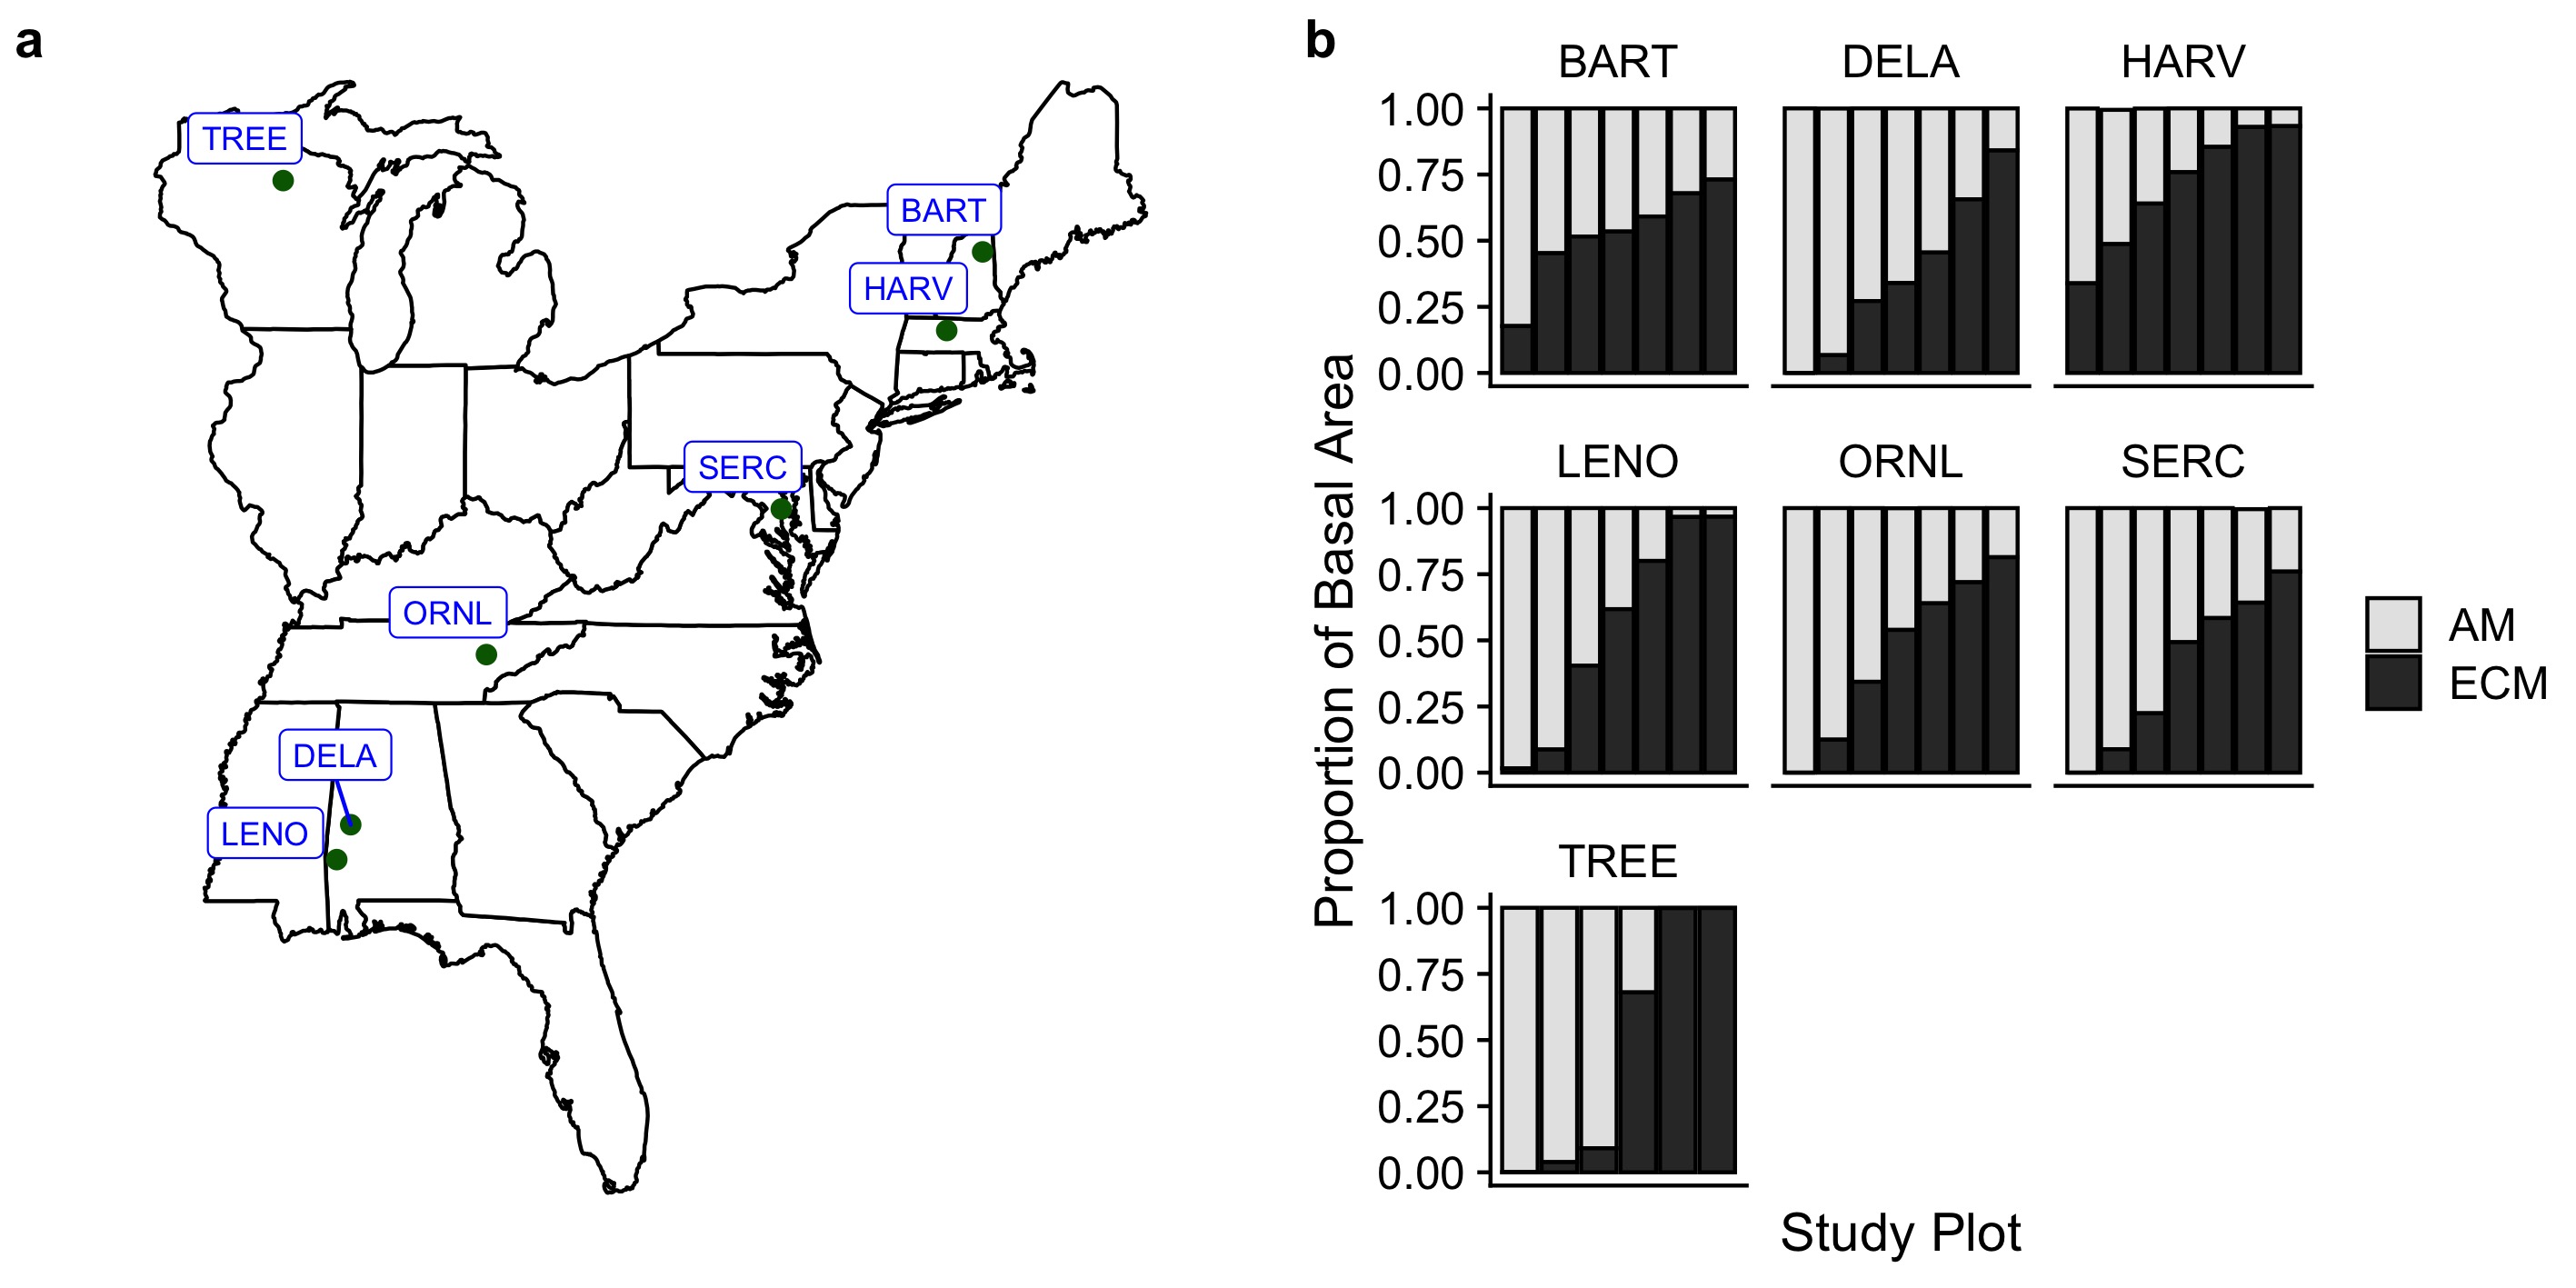 a
TREE
BART
HARV
SERC
ORNL
DELA
LENO
b
Proportion of Basal Area
BART
DELA
HARV
1.00
0.75
0.50
0.25
0.00
LENO
ORNL
SERC
1.00
0.75
0.50
0.25
0.00
TREE
1.00
0.75
0.50
0.25
0.00
Study Plot
AM
ECM